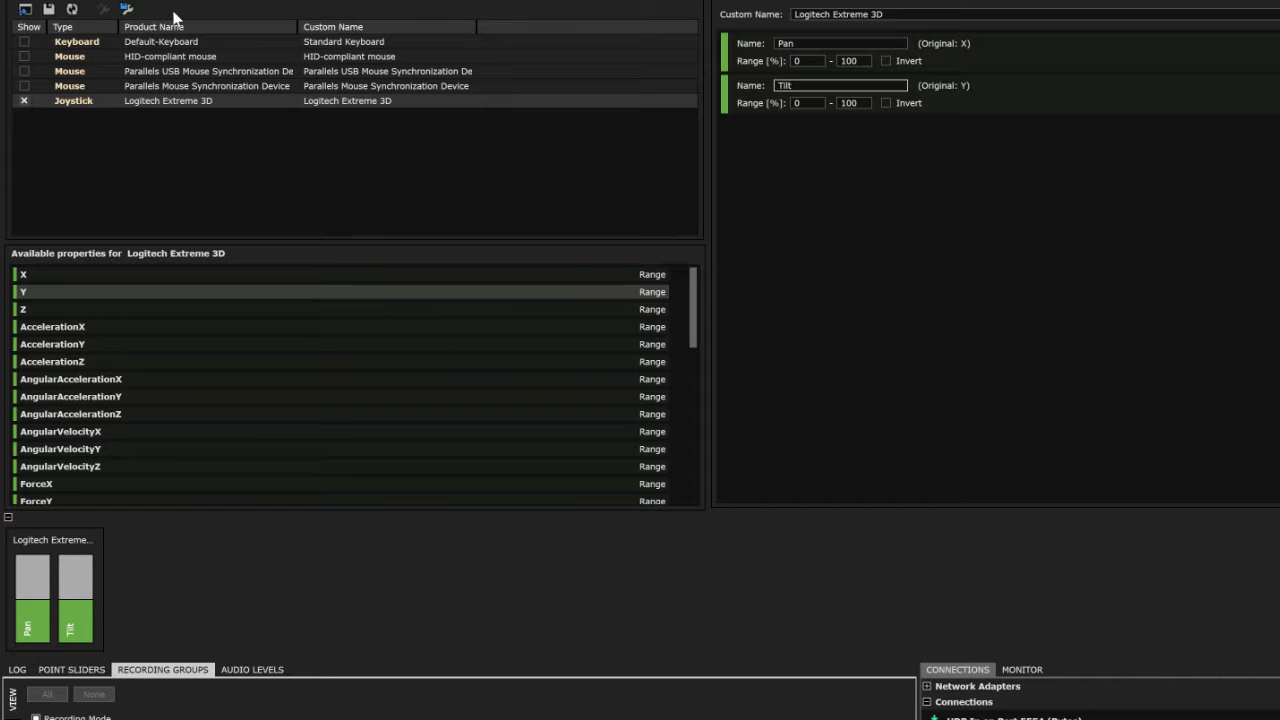 Custom Name: Logitech Extreme 3D
Show Type Product Name Custom Name
Keyboard Default-Keyboard Standard Keyboard
Mouse HID-compliant mouse HID-compliant mouse
Mouse Parallels USB Mouse Synchronization De Parallels USB Mouse Synchronization De
Mouse Parallels Mouse Synchronization Device Parallels Mouse Synchronization Device
Joystick Logitech Extreme 3D Logitech Extreme 3D
Name: Pan (Original: X)
Range [%]: 0 - 100 Invert
Name: Tilt (Original: Y)
Range [%]: 0 - 100 Invert
Available properties for Logitech Extreme 3D
X Range
Y Range
Z Range
AccelerationX Range
AccelerationY Range
AccelerationZ Range
AngularAccelerationX Range
AngularAccelerationY Range
AngularAccelerationZ Range
AngularVelocityX Range
AngularVelocityY Range
AngularVelocityZ Range
ForceX Range
ForceY Range
Logitech Extreme...
Pan
Tilt
LOG POINT SLIDERS RECORDING GROUPS AUDIO LEVELS
CONNECTIONS MONITOR
VIEW
All None
Recording Mode
Network Adapters
Connections
UDP In on Port 5554 (Bytes)